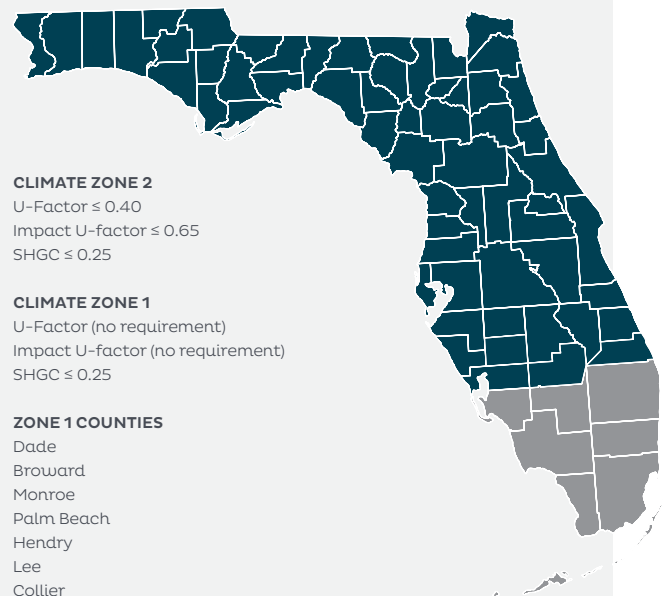 CLIMATE ZONE 2
U-Factor ≤ 0.40
Impact U-factor ≤ 0.65
SHGC ≤ 0.25
CLIMATE ZONE 1
U-Factor (no requirement)
Impact U-factor (no requirement)
SHGC ≤ 0.25
ZONE 1 COUNTIES
Dade
Broward
Monroe
Palm Beach
Hendry
Lee
Collier